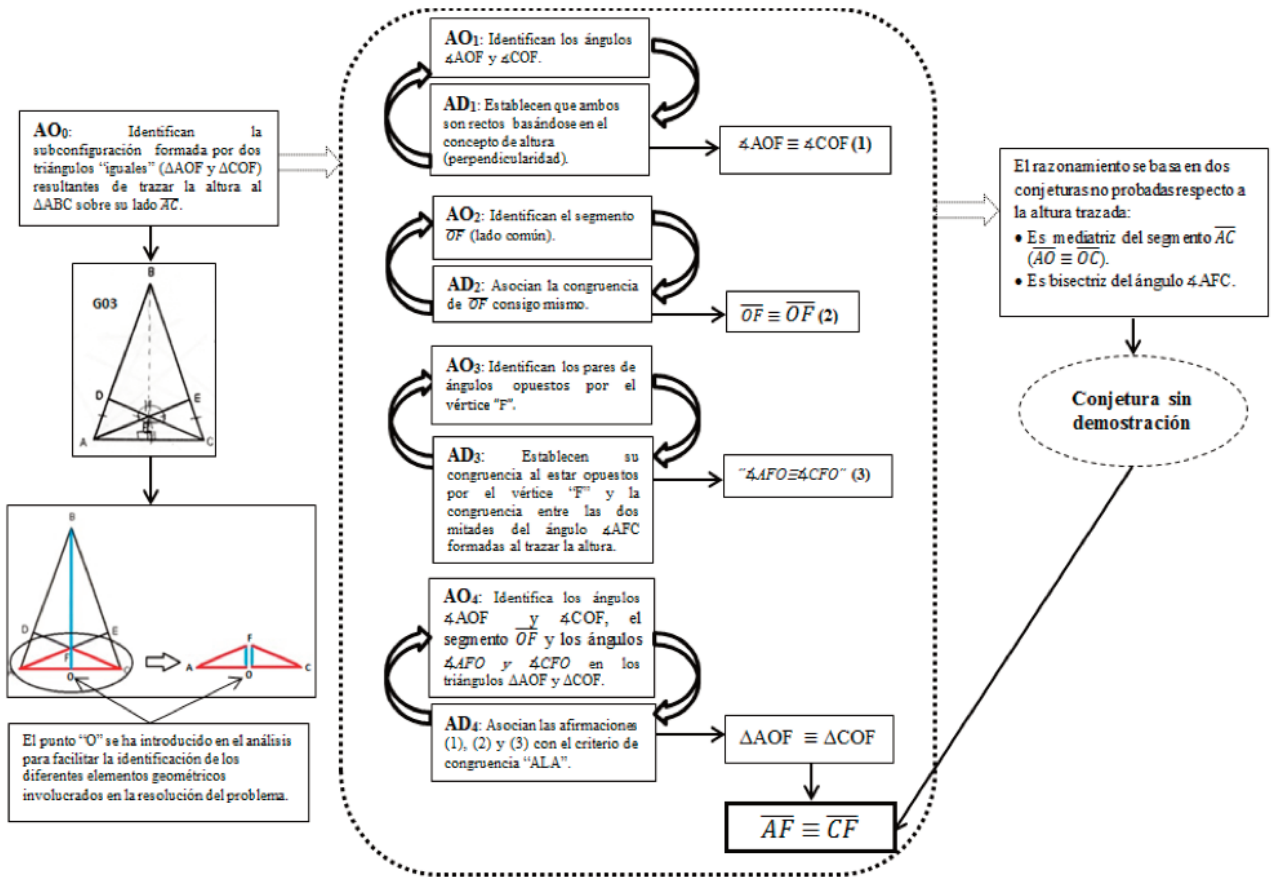 AO0: Identifican la
subconfiguración formada por dos
triángulos “iguales” (ΔAOF y ΔCOF)
resultantes de trazar la altura al
ΔABC sobre su lado AC.
G03
B
D
E
A
C
B
D
E
F
O
F
A
O
C
El punto “O” se ha introducido en el análisis
para facilitar la identificación de los
diferentes elementos geométricos
involucrados en la resolución del problema.
AO1: Identifican los ángulos
∡AOF y ∡COF.
AD1: Establecen que ambos
son rectos basándose en el
concepto de altura
(perpendicularidad).
∡AOF ≡ ∡COF (1)
AO2: Identifican el segmento
OF (lado común).
AD2: Asocian la congruencia
de OF consigo mismo.
OF ≡ OF (2)
AO3: Identifican los pares de
ángulos opuestos por el
vértice “F”.
AD3: Establecen su
congruencia al estar opuestos
por el vértice “F” y la
congruencia entre las dos
mitades del ángulo ∡AFC
formadas al trazar la altura.
“∡AFO≡∡CFO” (3)
AO4: Identifica los ángulos
∡AOF y ∡COF, el
segmento OF y los ángulos
∡AFO y ∡CFO en los
triángulos ΔAOF y ΔCOF.
AD4: Asocian las afirmaciones
(1), (2) y (3) con el criterio de
congruencia “ALA”.
ΔAOF ≡ ΔCOF
AF ≡ CF
El razonamiento se basa en dos
conjeturas no probadas respecto a
la altura trazada:
• Es mediatriz del segmento AC
(AO ≡ OC).
• Es bisectriz del ángulo ∡AFC.
Conjetura sin
demostración